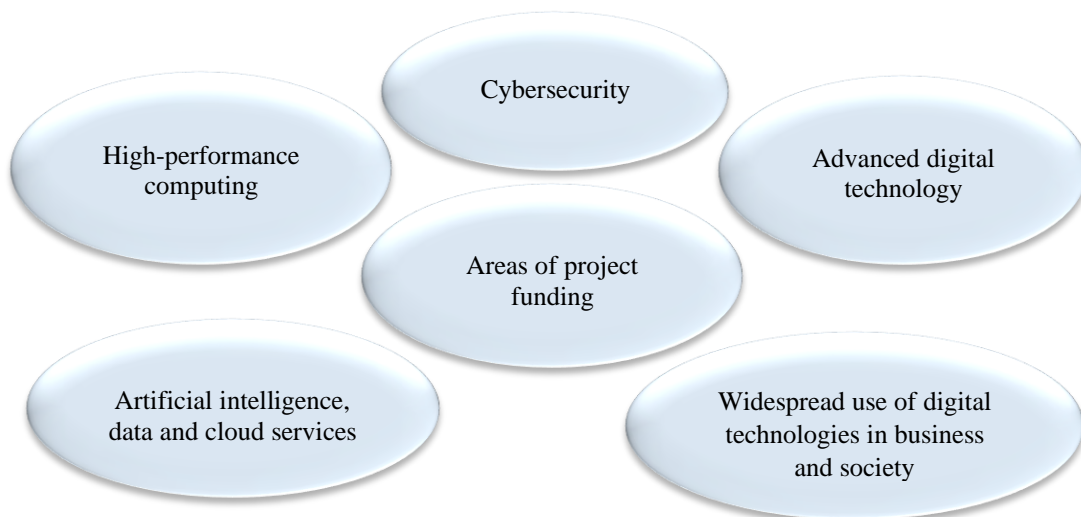 Cybersecurity
High-performance
computing
Advanced digital
technology
Areas of project
funding
Artificial intelligence,
data and cloud services
Widespread use of digital
technologies in business
and society